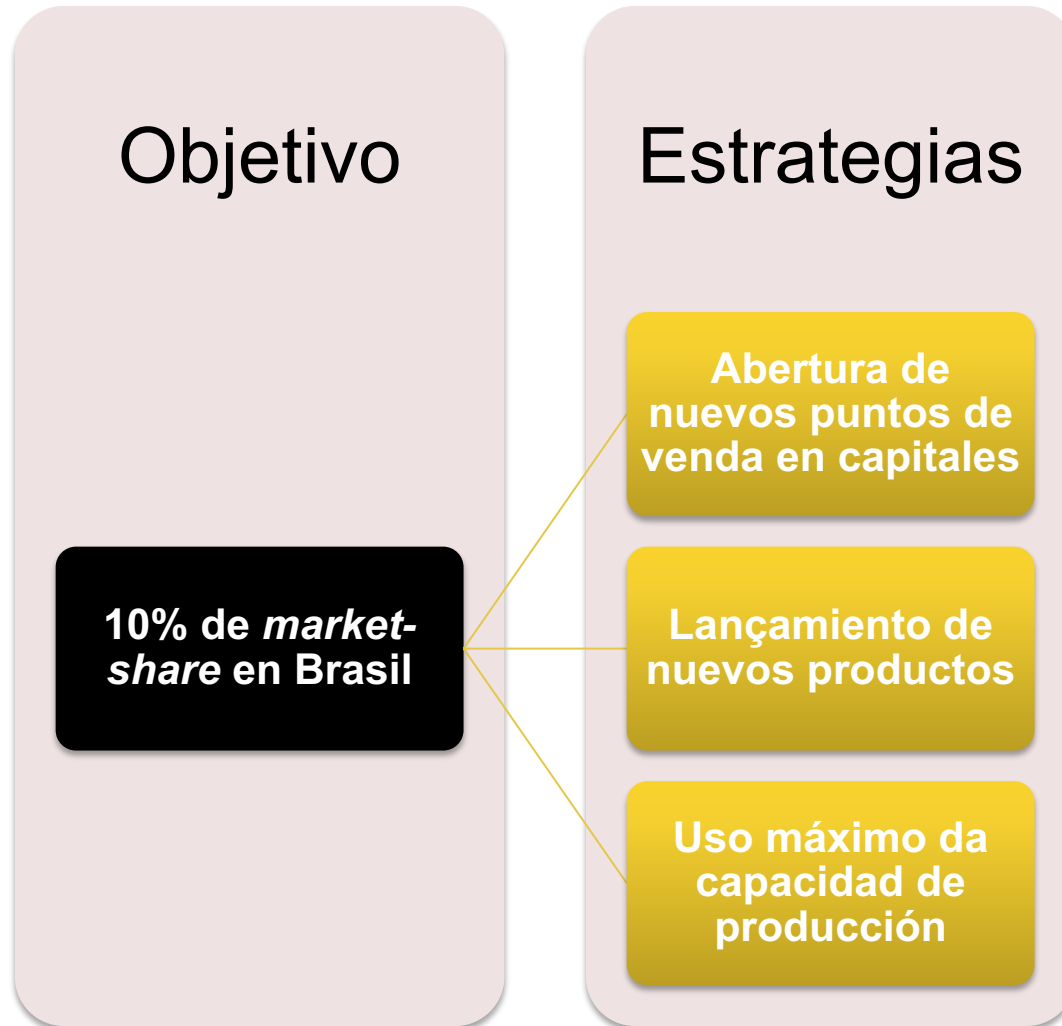 Objetivo
10% de market-
share en Brasil
Estrategias
Abertura de
nuevos puntos de
venda en capitales
Lançamiento de
nuevos productos
Uso máximo da
capacidad de
producción